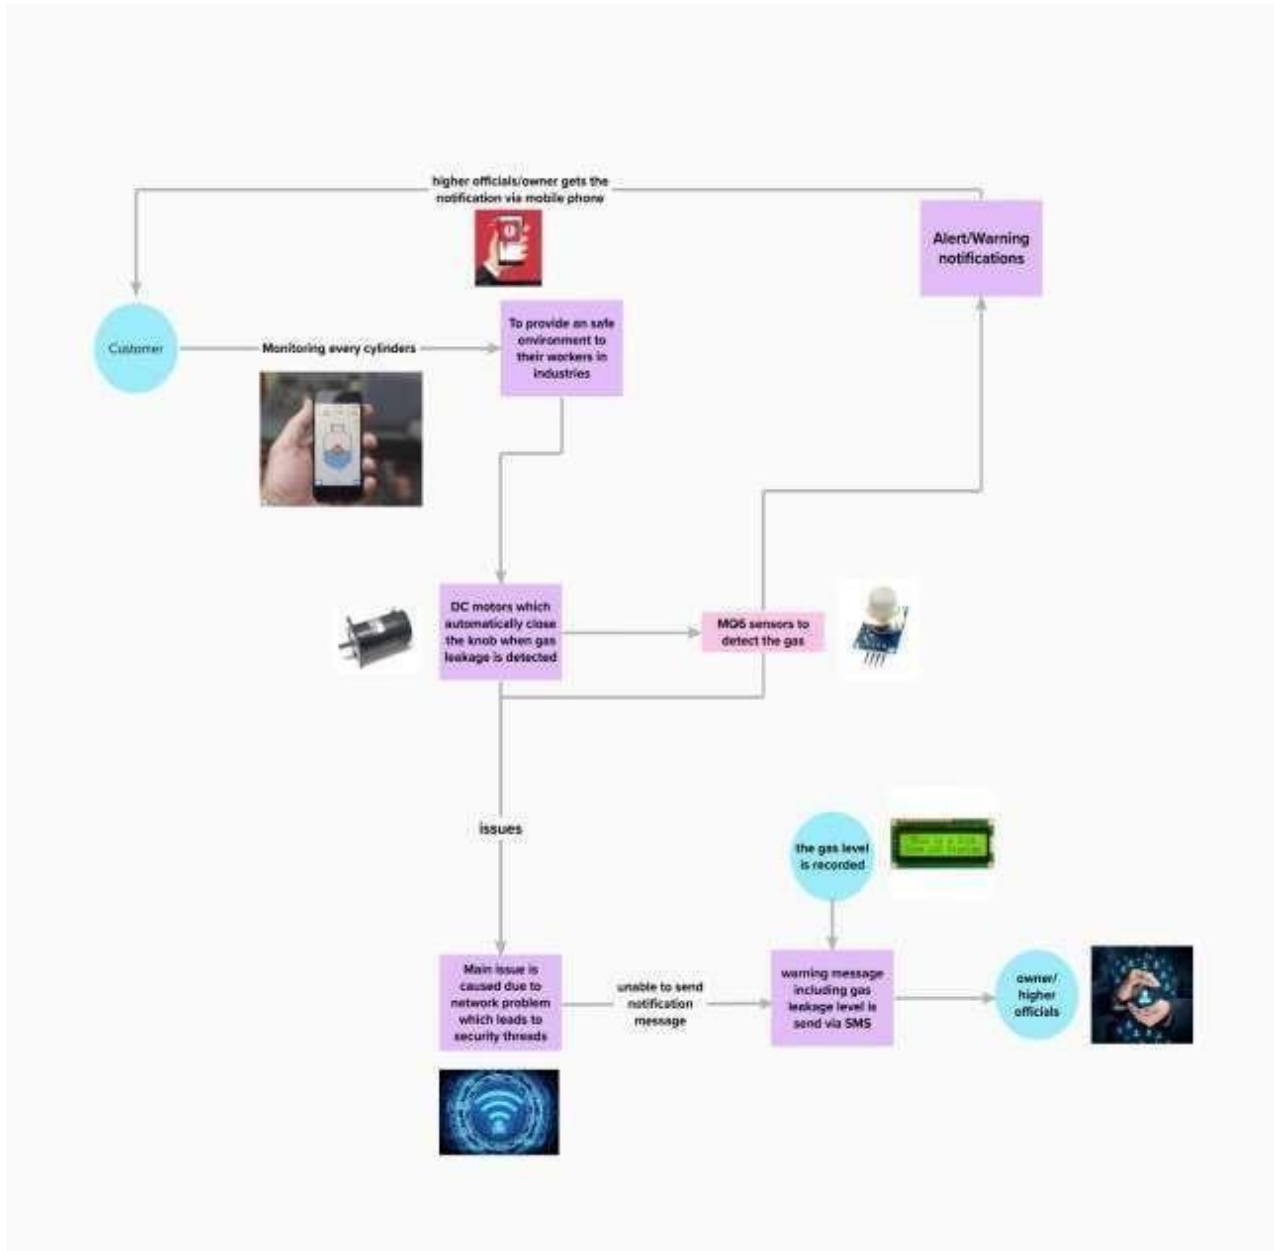 higher officials/owner gets the
notification via mobile phone
Alert/Warning
notifications
Customer
Monitoring every cylinders
To provide an safe
environment to
their workers in
industries
DC motors which
automatically close
the knob when gas
leakage is detected
MQ6 sensors to
detect the gas
issues
the gas level
is recorded
Main issue is
caused due to
network problem
which leads to
security threads
unable to send
notification
message
warning message
including gas
leakage level is
send via SMS
owner/
higher
officials